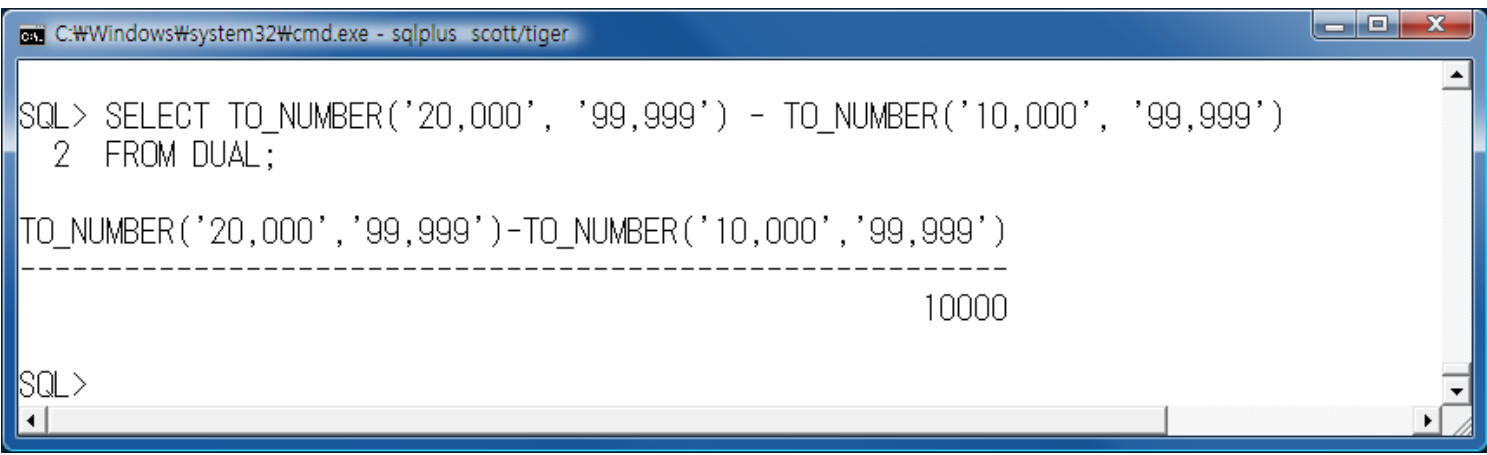 C:₩Windows₩system32₩cmd.exe - sqlplus  scott/tiger
SQL> SELECT TO_NUMBER('20,000', '99,999') - TO_NUMBER('10,000', '99,999')
  2  FROM DUAL;
TO_NUMBER('20,000','99,999')-TO_NUMBER('10,000','99,999')
---------------------------------------------------------
10000
SQL>